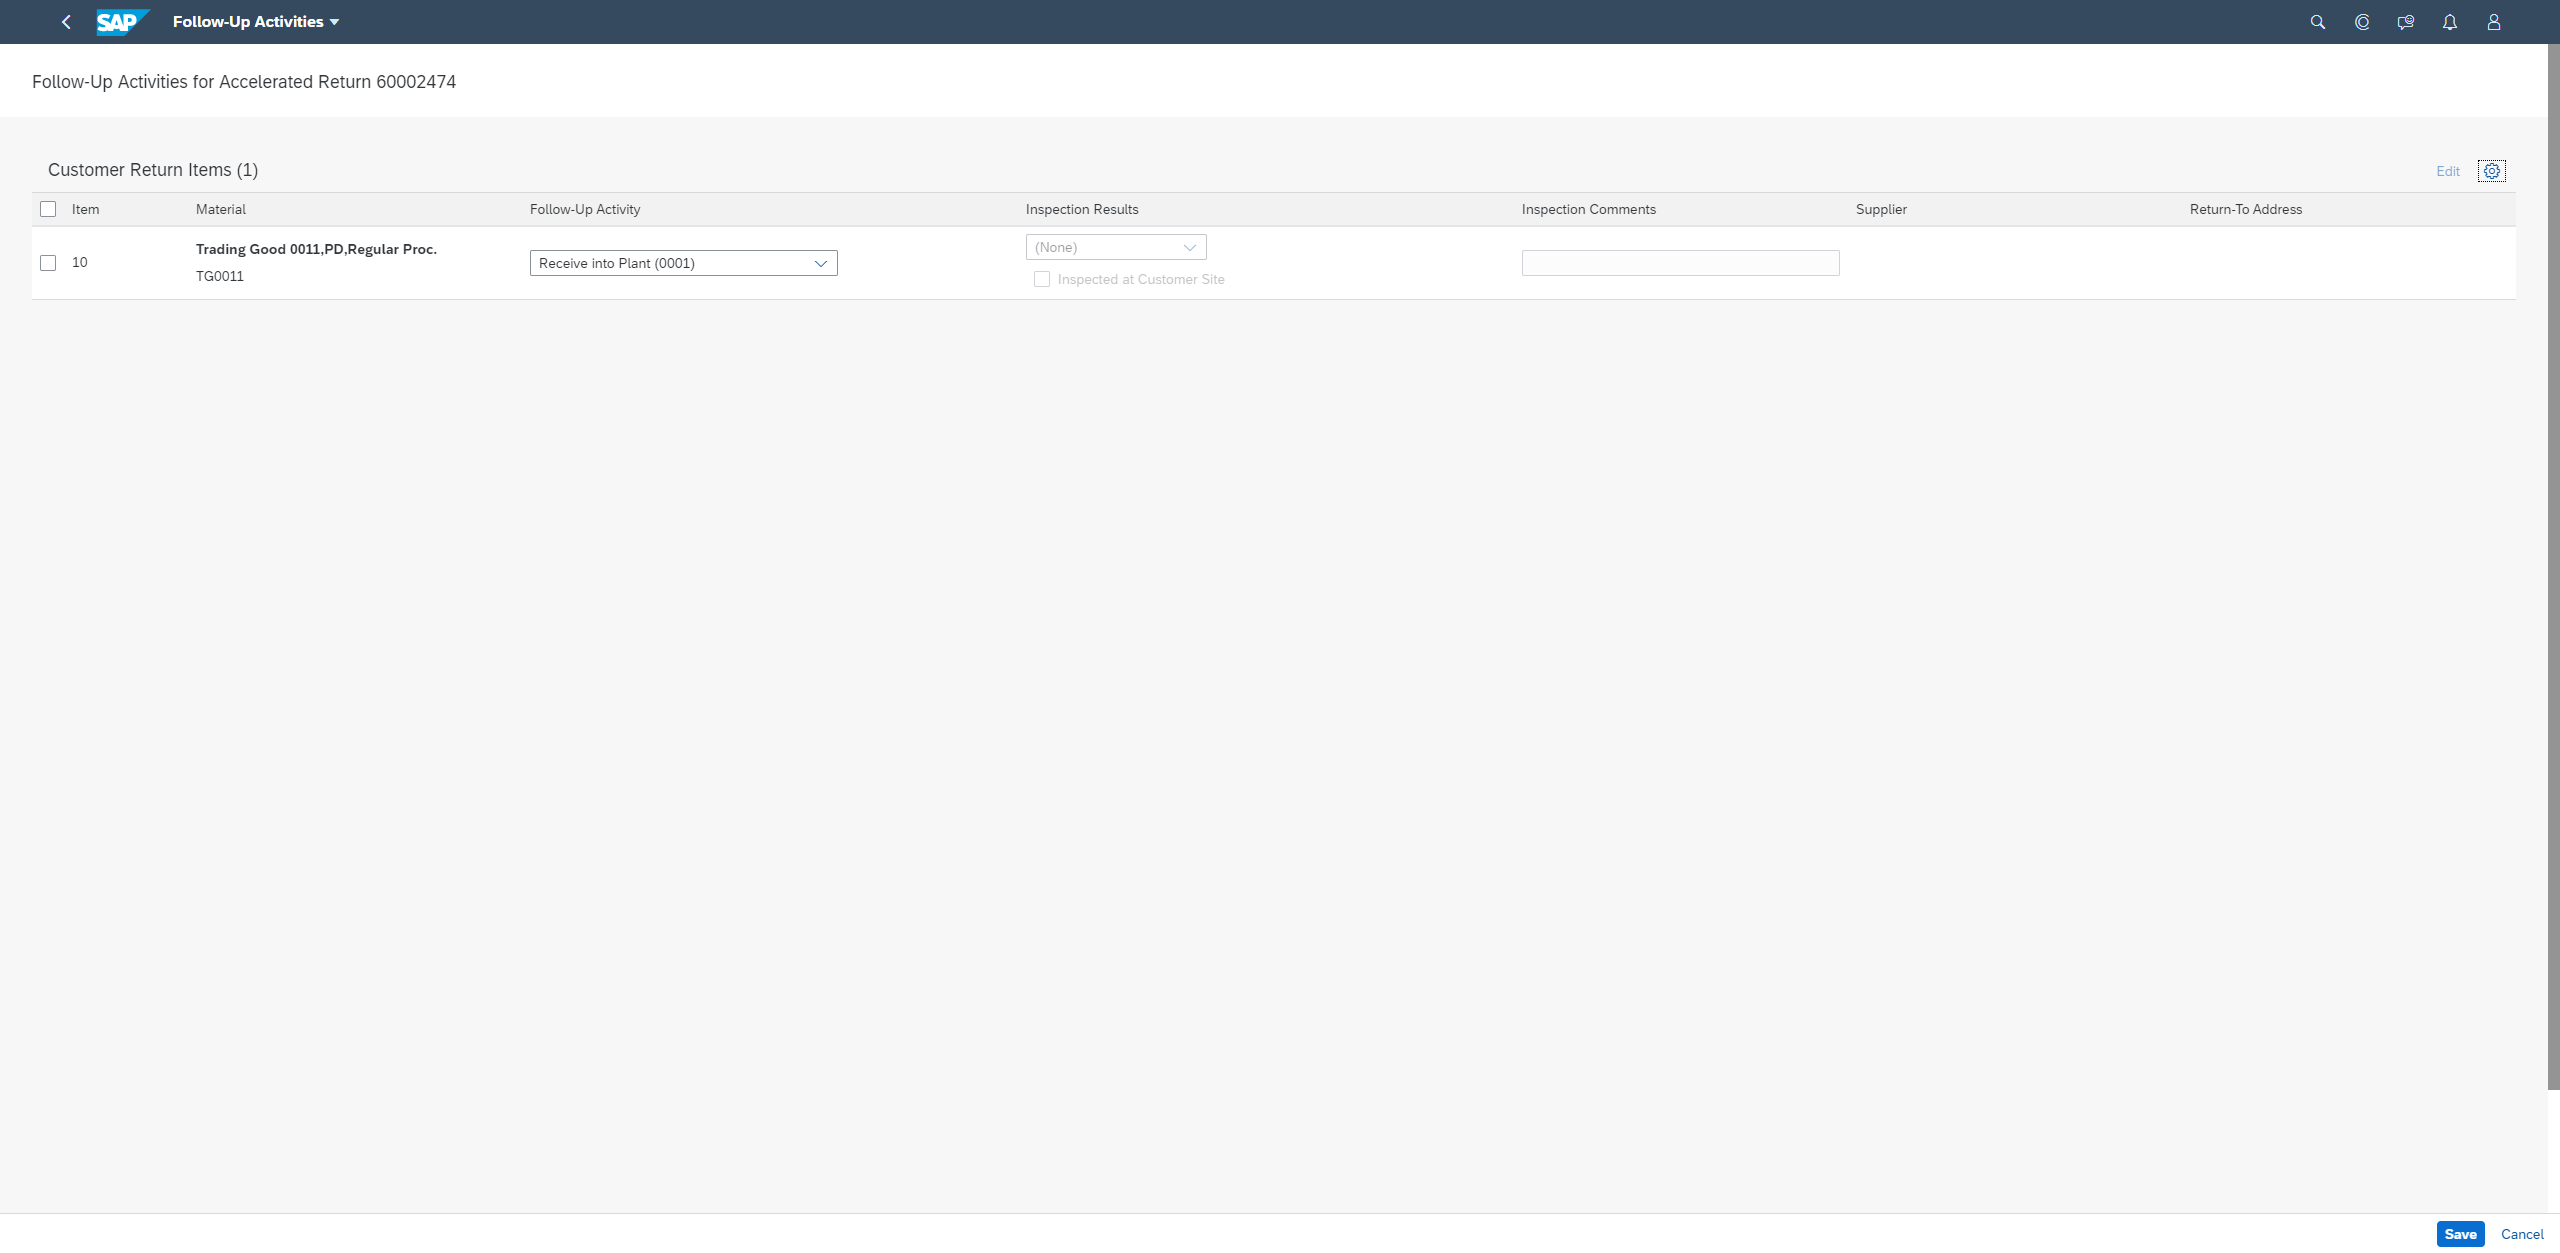 SAP Follow-Up Activities
Follow-Up Activities for Accelerated Return 60002474
Customer Return Items (1)
Edit
Item Material Follow-Up Activity Inspection Results Inspection Comments Supplier Return-To Address
10
Trading Good 0011,PD,Regular Proc.
TG0011
Receive into Plant (0001)
(None)
Inspected at Customer Site
Save Cancel